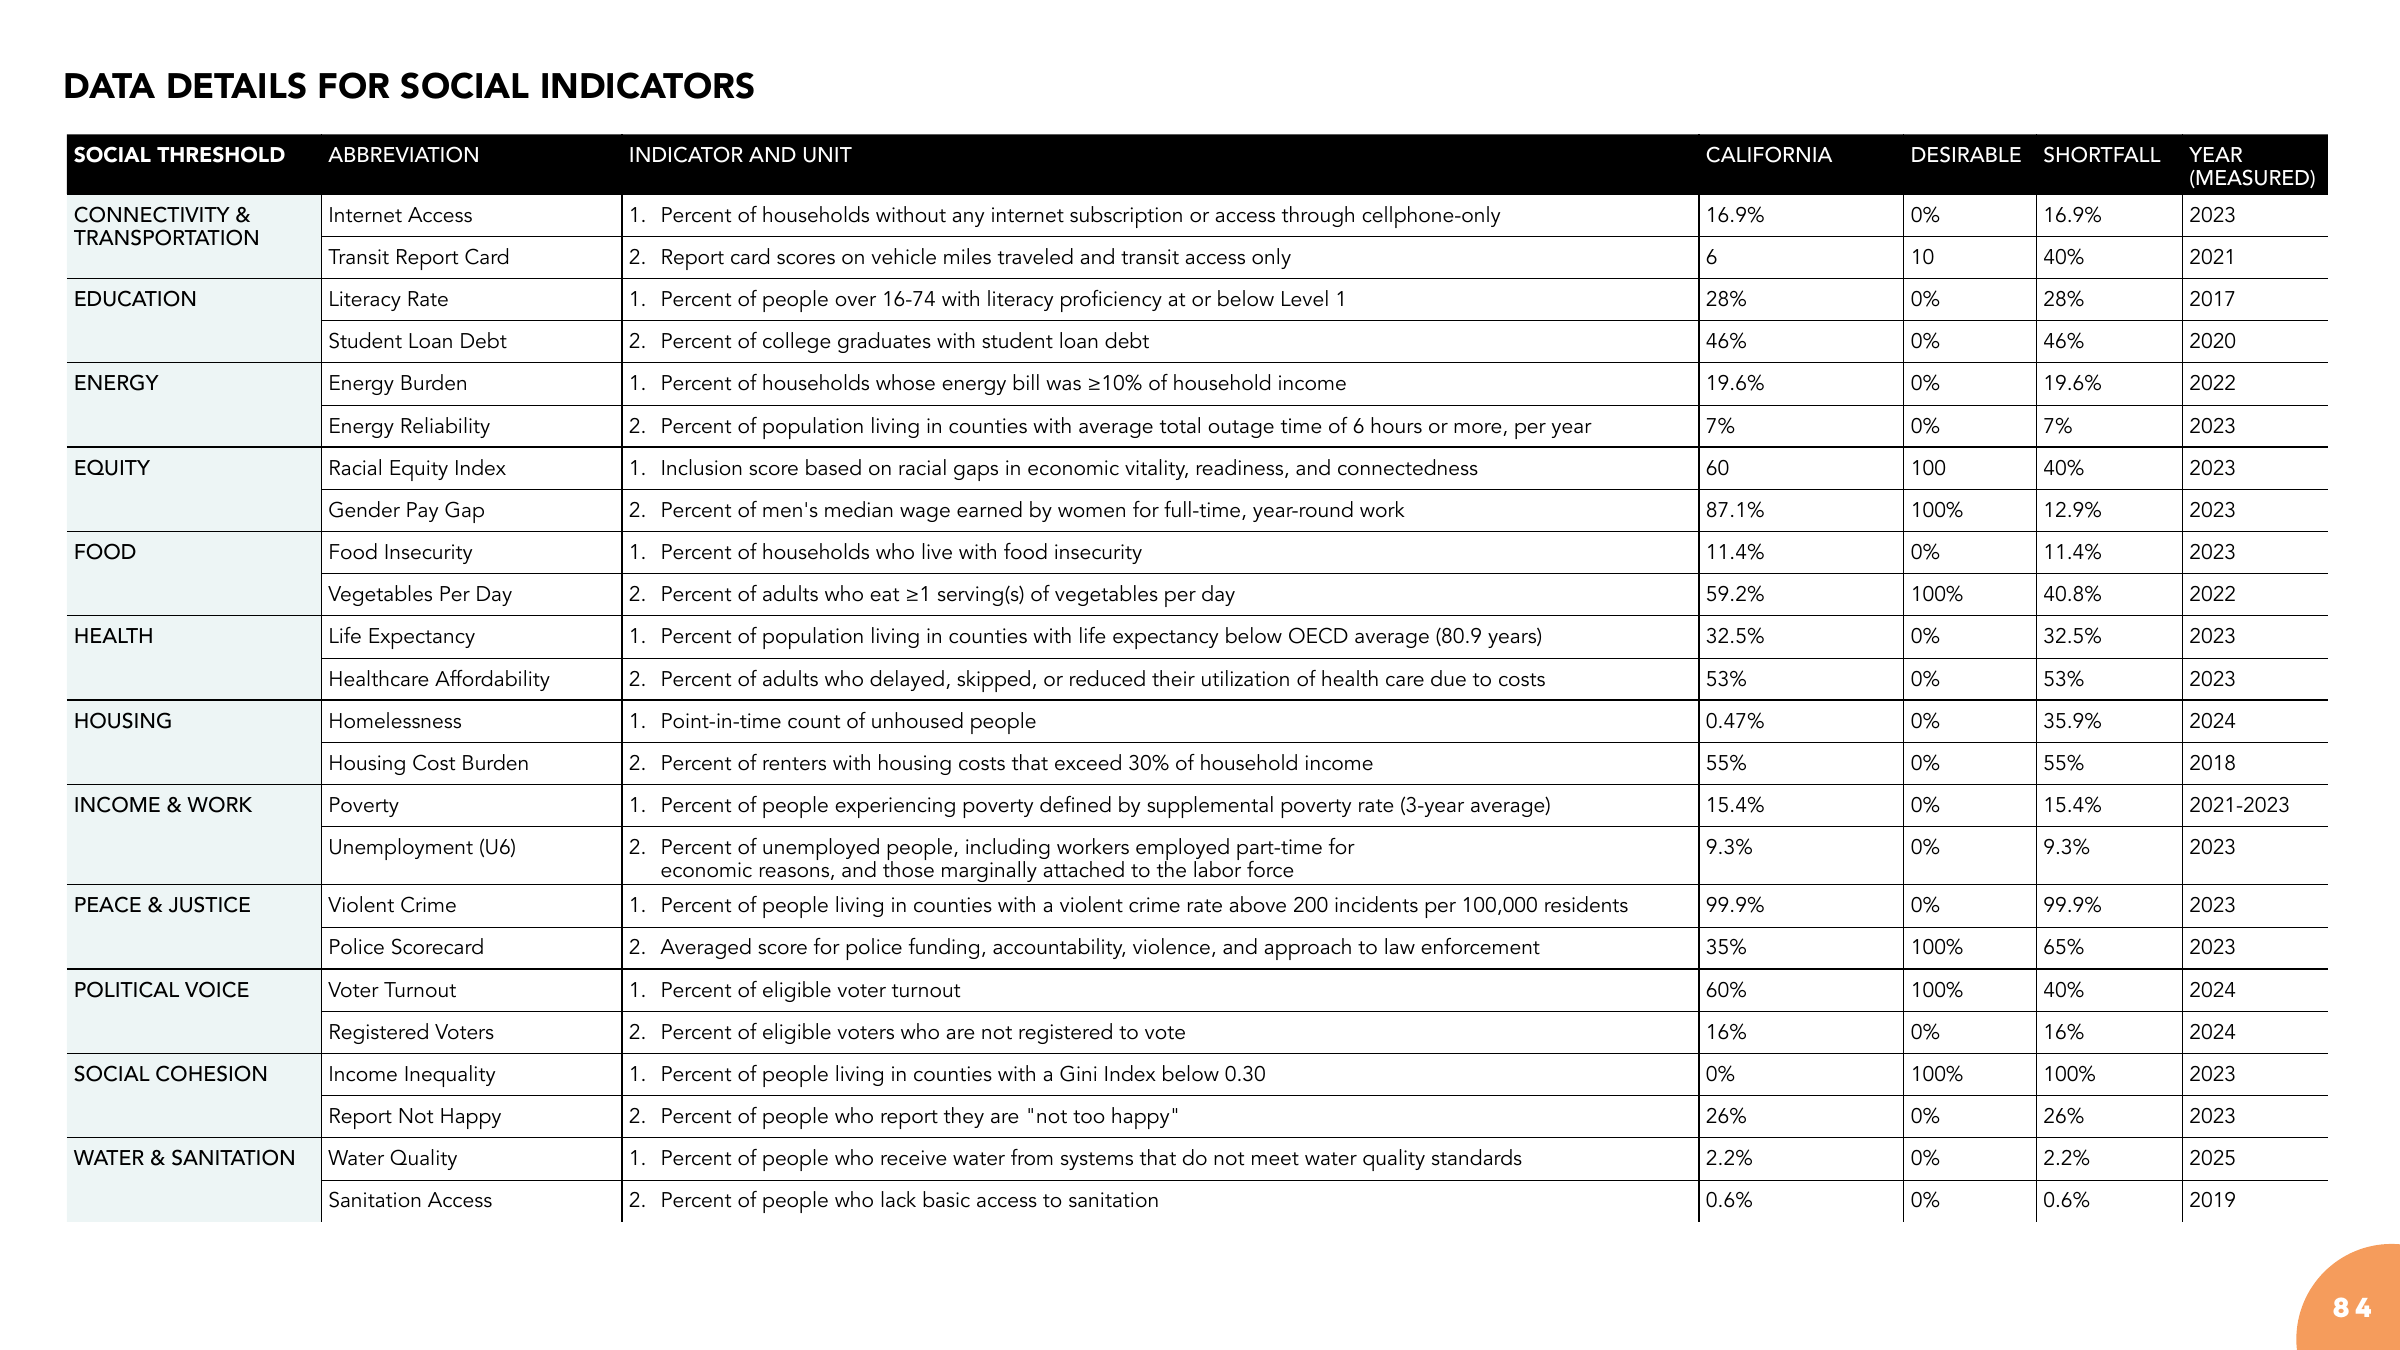 DATA DETAILS FOR SOCIAL INDICATORS
SOCIAL THRESHOLD ABBREVIATION INDICATOR AND UNIT CALIFORNIA DESIRABLE SHORTFALL YEAR (MEASURED)
CONNECTIVITY & TRANSPORTATION Internet Access 1. Percent of households without any internet subscription or access through cellphone-only 16.9% 0% 16.9% 2023
Transit Report Card 2. Report card scores on vehicle miles traveled and transit access only 6 10 40% 2021
EDUCATION Literacy Rate 1. Percent of people over 16-74 with literacy proficiency at or below Level 1 28% 0% 28% 2017
Student Loan Debt 2. Percent of college graduates with student loan debt 46% 0% 46% 2020
ENERGY Energy Burden 1. Percent of households whose energy bill was ≥10% of household income 19.6% 0% 19.6% 2022
Energy Reliability 2. Percent of population living in counties with average total outage time of 6 hours or more, per year 7% 0% 7% 2023
EQUITY Racial Equity Index 1. Inclusion score based on racial gaps in economic vitality, readiness, and connectedness 60 100 40% 2023
Gender Pay Gap 2. Percent of men's median wage earned by women for full-time, year-round work 87.1% 100% 12.9% 2023
FOOD Food Insecurity 1. Percent of households who live with food insecurity 11.4% 0% 11.4% 2023
Vegetables Per Day 2. Percent of adults who eat ≥1 serving(s) of vegetables per day 59.2% 100% 40.8% 2022
HEALTH Life Expectancy 1. Percent of population living in counties with life expectancy below OECD average (80.9 years) 32.5% 0% 32.5% 2023
Healthcare Affordability 2. Percent of adults who delayed, skipped, or reduced their utilization of health care due to costs 53% 0% 53% 2023
HOUSING Homelessness 1. Point-in-time count of unhoused people 0.47% 0% 35.9% 2024
Housing Cost Burden 2. Percent of renters with housing costs that exceed 30% of household income 55% 0% 55% 2018
INCOME & WORK Poverty 1. Percent of people experiencing poverty defined by supplemental poverty rate (3-year average) 15.4% 0% 15.4% 2021-2023
Unemployment (U6) 2. Percent of unemployed people, including workers employed part-time for economic reasons, and those marginally attached to the labor force 9.3% 0% 9.3% 2023
PEACE & JUSTICE Violent Crime 1. Percent of people living in counties with a violent crime rate above 200 incidents per 100,000 residents 99.9% 0% 99.9% 2023
Police Scorecard 2. Averaged score for police funding, accountability, violence, and approach to law enforcement 35% 100% 65% 2023
POLITICAL VOICE Voter Turnout 1. Percent of eligible voter turnout 60% 100% 40% 2024
Registered Voters 2. Percent of eligible voters who are not registered to vote 16% 0% 16% 2024
SOCIAL COHESION Income Inequality 1. Percent of people living in counties with a Gini Index below 0.30 0% 100% 100% 2023
Report Not Happy 2. Percent of people who report they are "not too happy" 26% 0% 26% 2023
WATER & SANITATION Water Quality 1. Percent of people who receive water from systems that do not meet water quality standards 2.2% 0% 2.2% 2025
Sanitation Access 2. Percent of people who lack basic access to sanitation 0.6% 0% 0.6% 2019
84